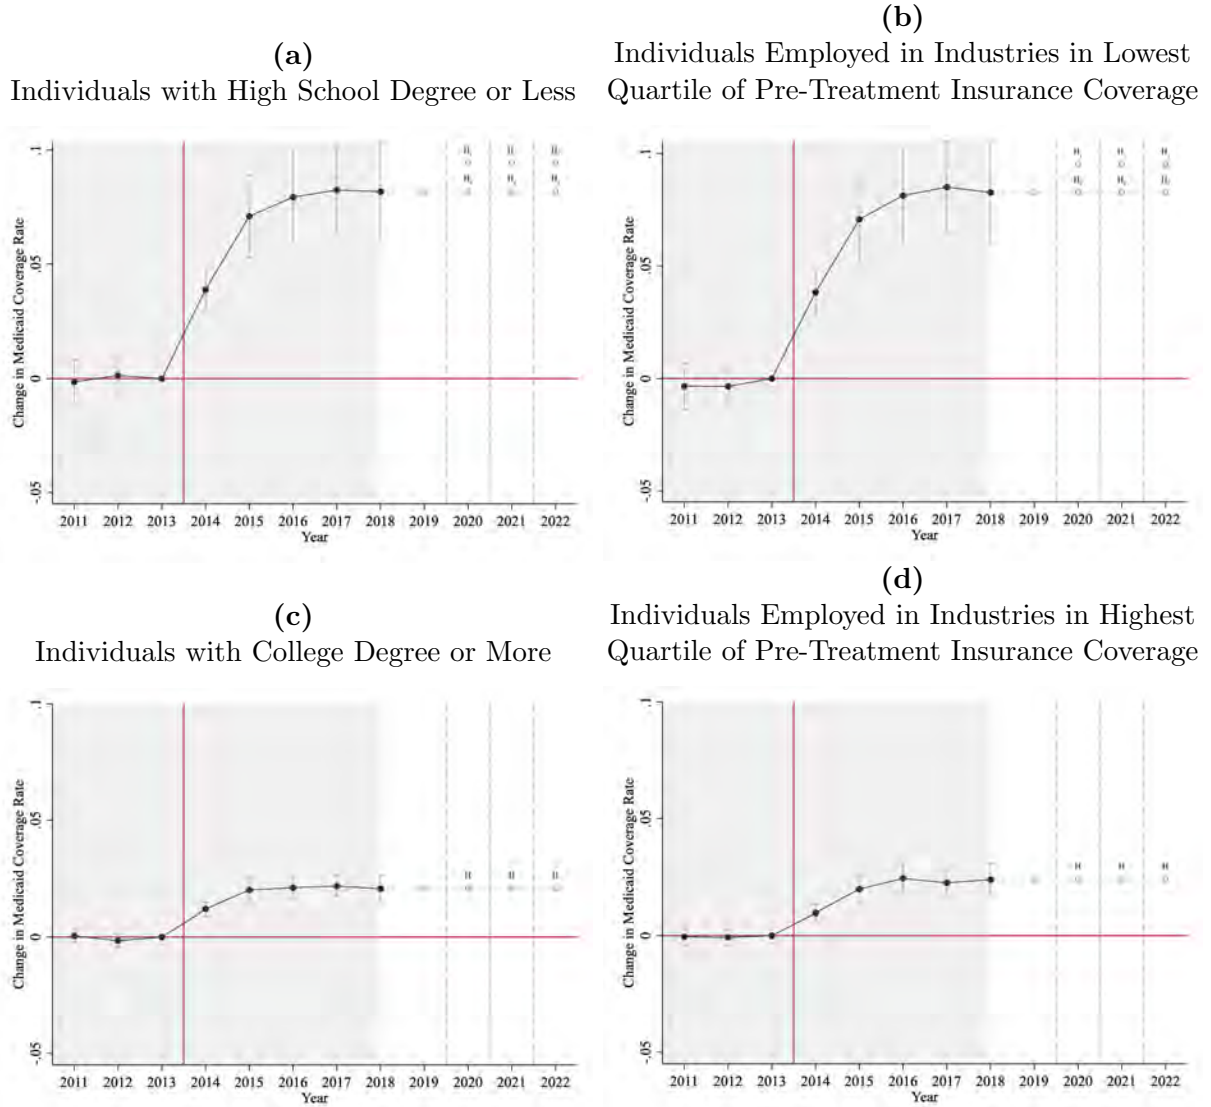 (a)
Individuals with High School Degree or Less
.1
.05
0
-.05
Change in Medicaid Coverage Rate
H
H
H
2011 2012 2013 2014 2015 2016 2017 2018 2019 2020 2021 2022
Year
(b)
Individuals Employed in Industries in Lowest
Quartile of Pre-Treatment Insurance Coverage
.1
.05
0
-.05
Change in Medicaid Coverage Rate
H
H
H
2011 2012 2013 2014 2015 2016 2017 2018 2019 2020 2021 2022
Year
(c)
Individuals with College Degree or More
.1
.05
0
-.05
Change in Medicaid Coverage Rate
H H H
2011 2012 2013 2014 2015 2016 2017 2018 2019 2020 2021 2022
Year
(d)
Individuals Employed in Industries in Highest
Quartile of Pre-Treatment Insurance Coverage
.1
.05
0
-.05
Change in Medicaid Coverage Rate
H H H
2011 2012 2013 2014 2015 2016 2017 2018 2019 2020 2021 2022
Year